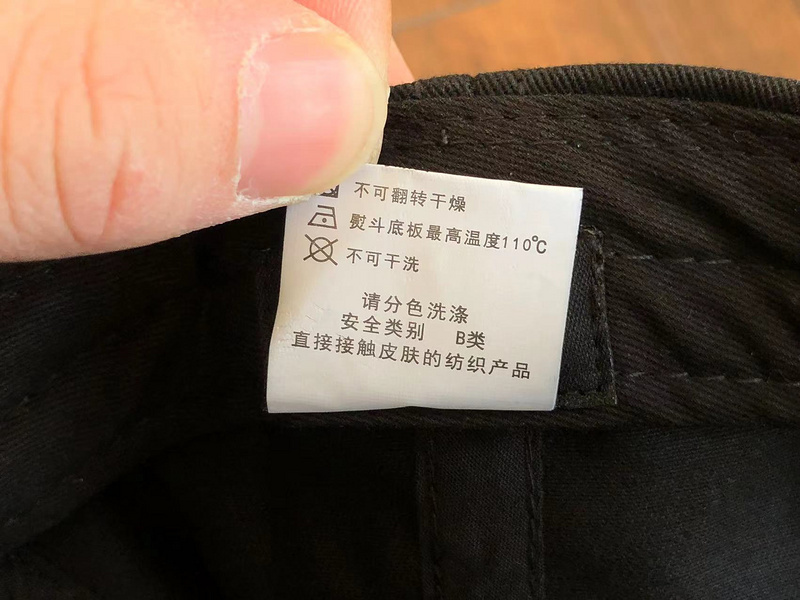 不可翻转干燥
熨斗底板最高温度110℃
不可干洗
请分色洗涤
安全类别 B类
直接接触皮肤的纺织产品